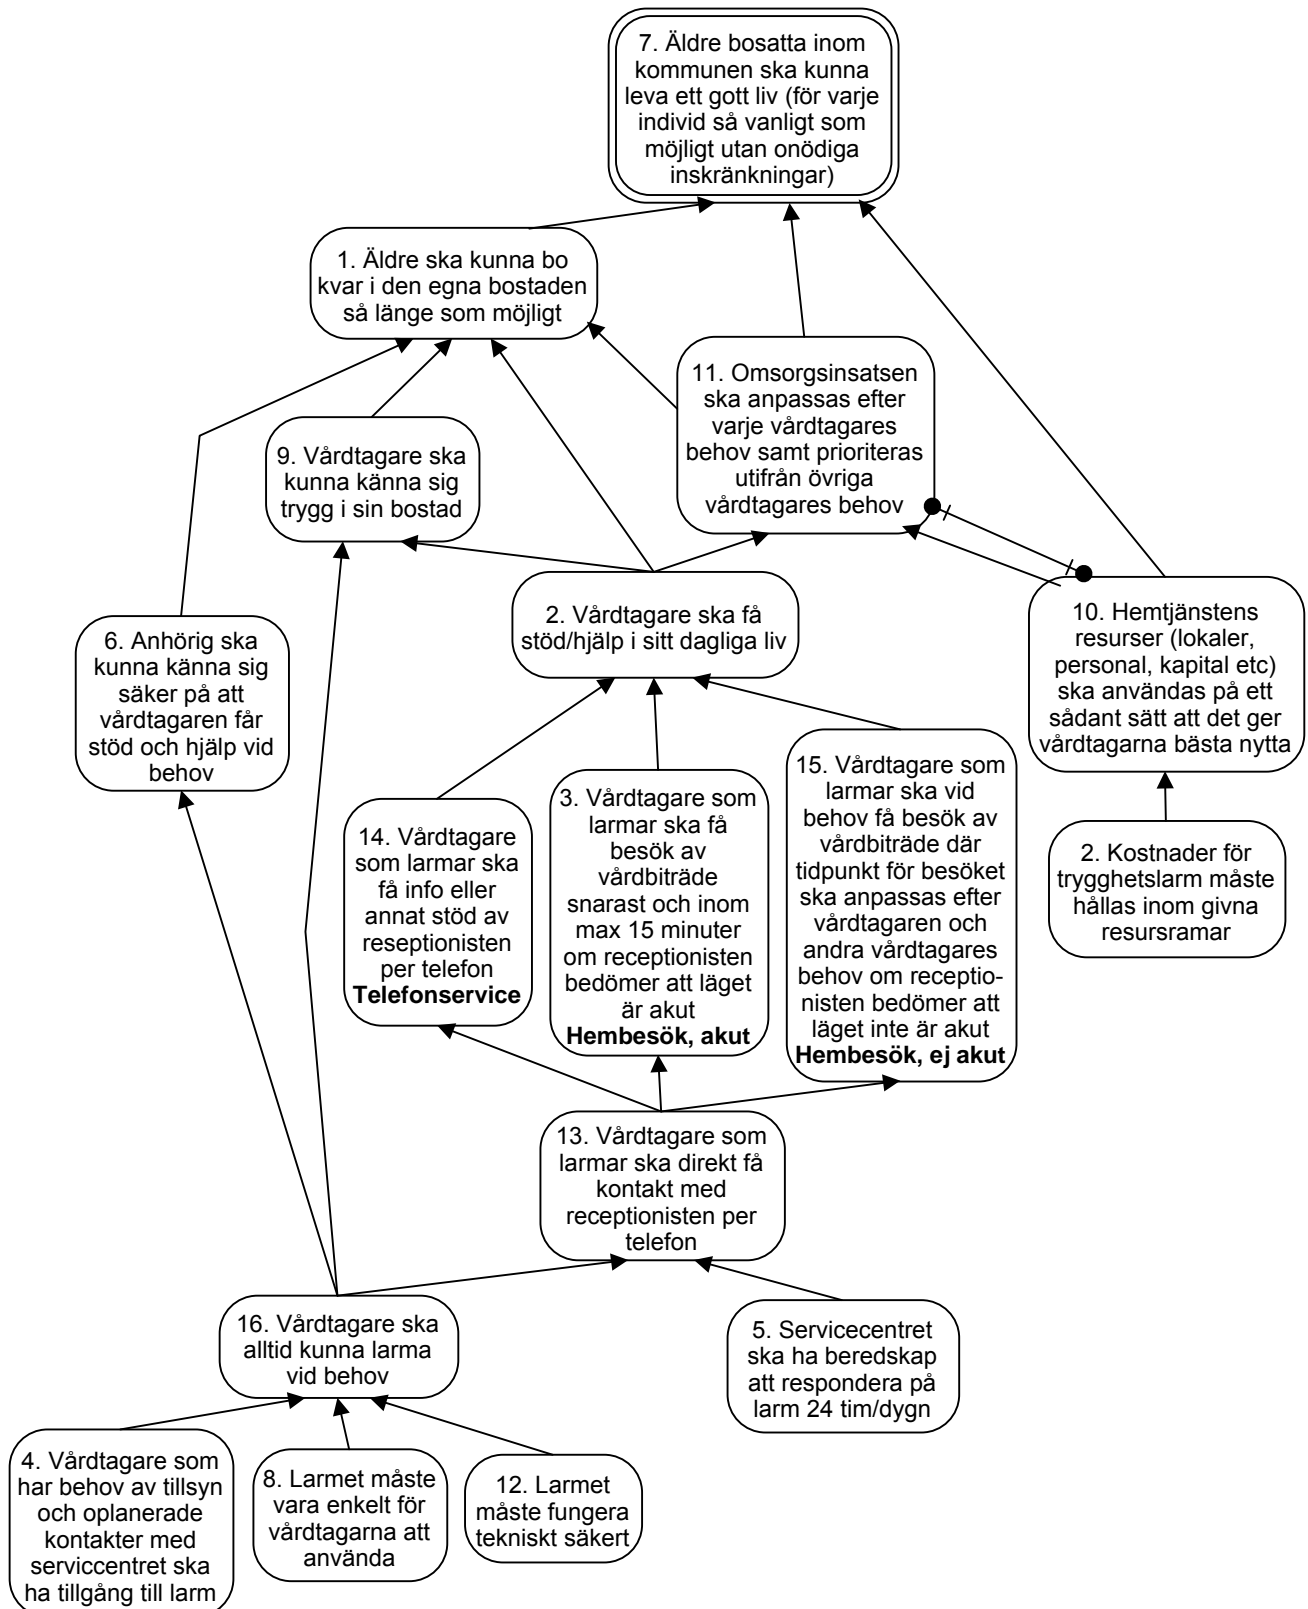 7. Äldre bosatta inom
kommunen ska kunna
leva ett gott liv (för varje
individ så vanligt som
möjligt utan onödiga
inskränkningar)
1. Äldre ska kunna bo
kvar i den egna bostaden
så länge som möjligt
11. Omsorgsinsatsen
ska anpassas efter
varje vårdtagares
behov samt prioriteras
utifrån övriga
vårdtagares behov
9. Vårdtagare ska
kunna känna sig
trygg i sin bostad
2. Vårdtagare ska få
stöd/hjälp i sitt dagliga liv
10. Hemtjänstens
resurser (lokaler,
personal, kapital etc)
ska användas på ett
sådant sätt att det ger
vårdtagarna bästa nytta
6. Anhörig ska
kunna känna sig
säker på att
vårdtagaren får
stöd och hjälp vid
behov
14. Vårdtagare
som larmar ska
få info eller
annat stöd av
reseptionisten
per telefon
Telefonservice
3. Vårdtagare som
larmar ska få
besök av
vårdbiträde
snarast och inom
max 15 minuter
om receptionisten
bedömer att läget
är akut
Hembesök, akut
15. Vårdtagare som
larmar ska vid
behov få besök av
vårdbiträde där
tidpunkt för besöket
ska anpassas efter
vårdtagaren och
andra vårdtagares
behov om receptio-
nisten bedömer att
läget inte är akut
Hembesök, ej akut
2. Kostnader för
trygghetslarm måste
hållas inom givna
resursramar
13. Vårdtagare som
larmar ska direkt få
kontakt med
receptionisten per
telefon
16. Vårdtagare ska
alltid kunna larma
vid behov
5. Servicecentret
ska ha beredskap
att respondera på
larm 24 tim/dygn
4. Vårdtagare som
har behov av tillsyn
och oplanerade
kontakter med
serviccentret ska
ha tillgång till larm
8. Larmet måste
vara enkelt för
vårdtagarna att
använda
12. Larmet
måste fungera
tekniskt säkert